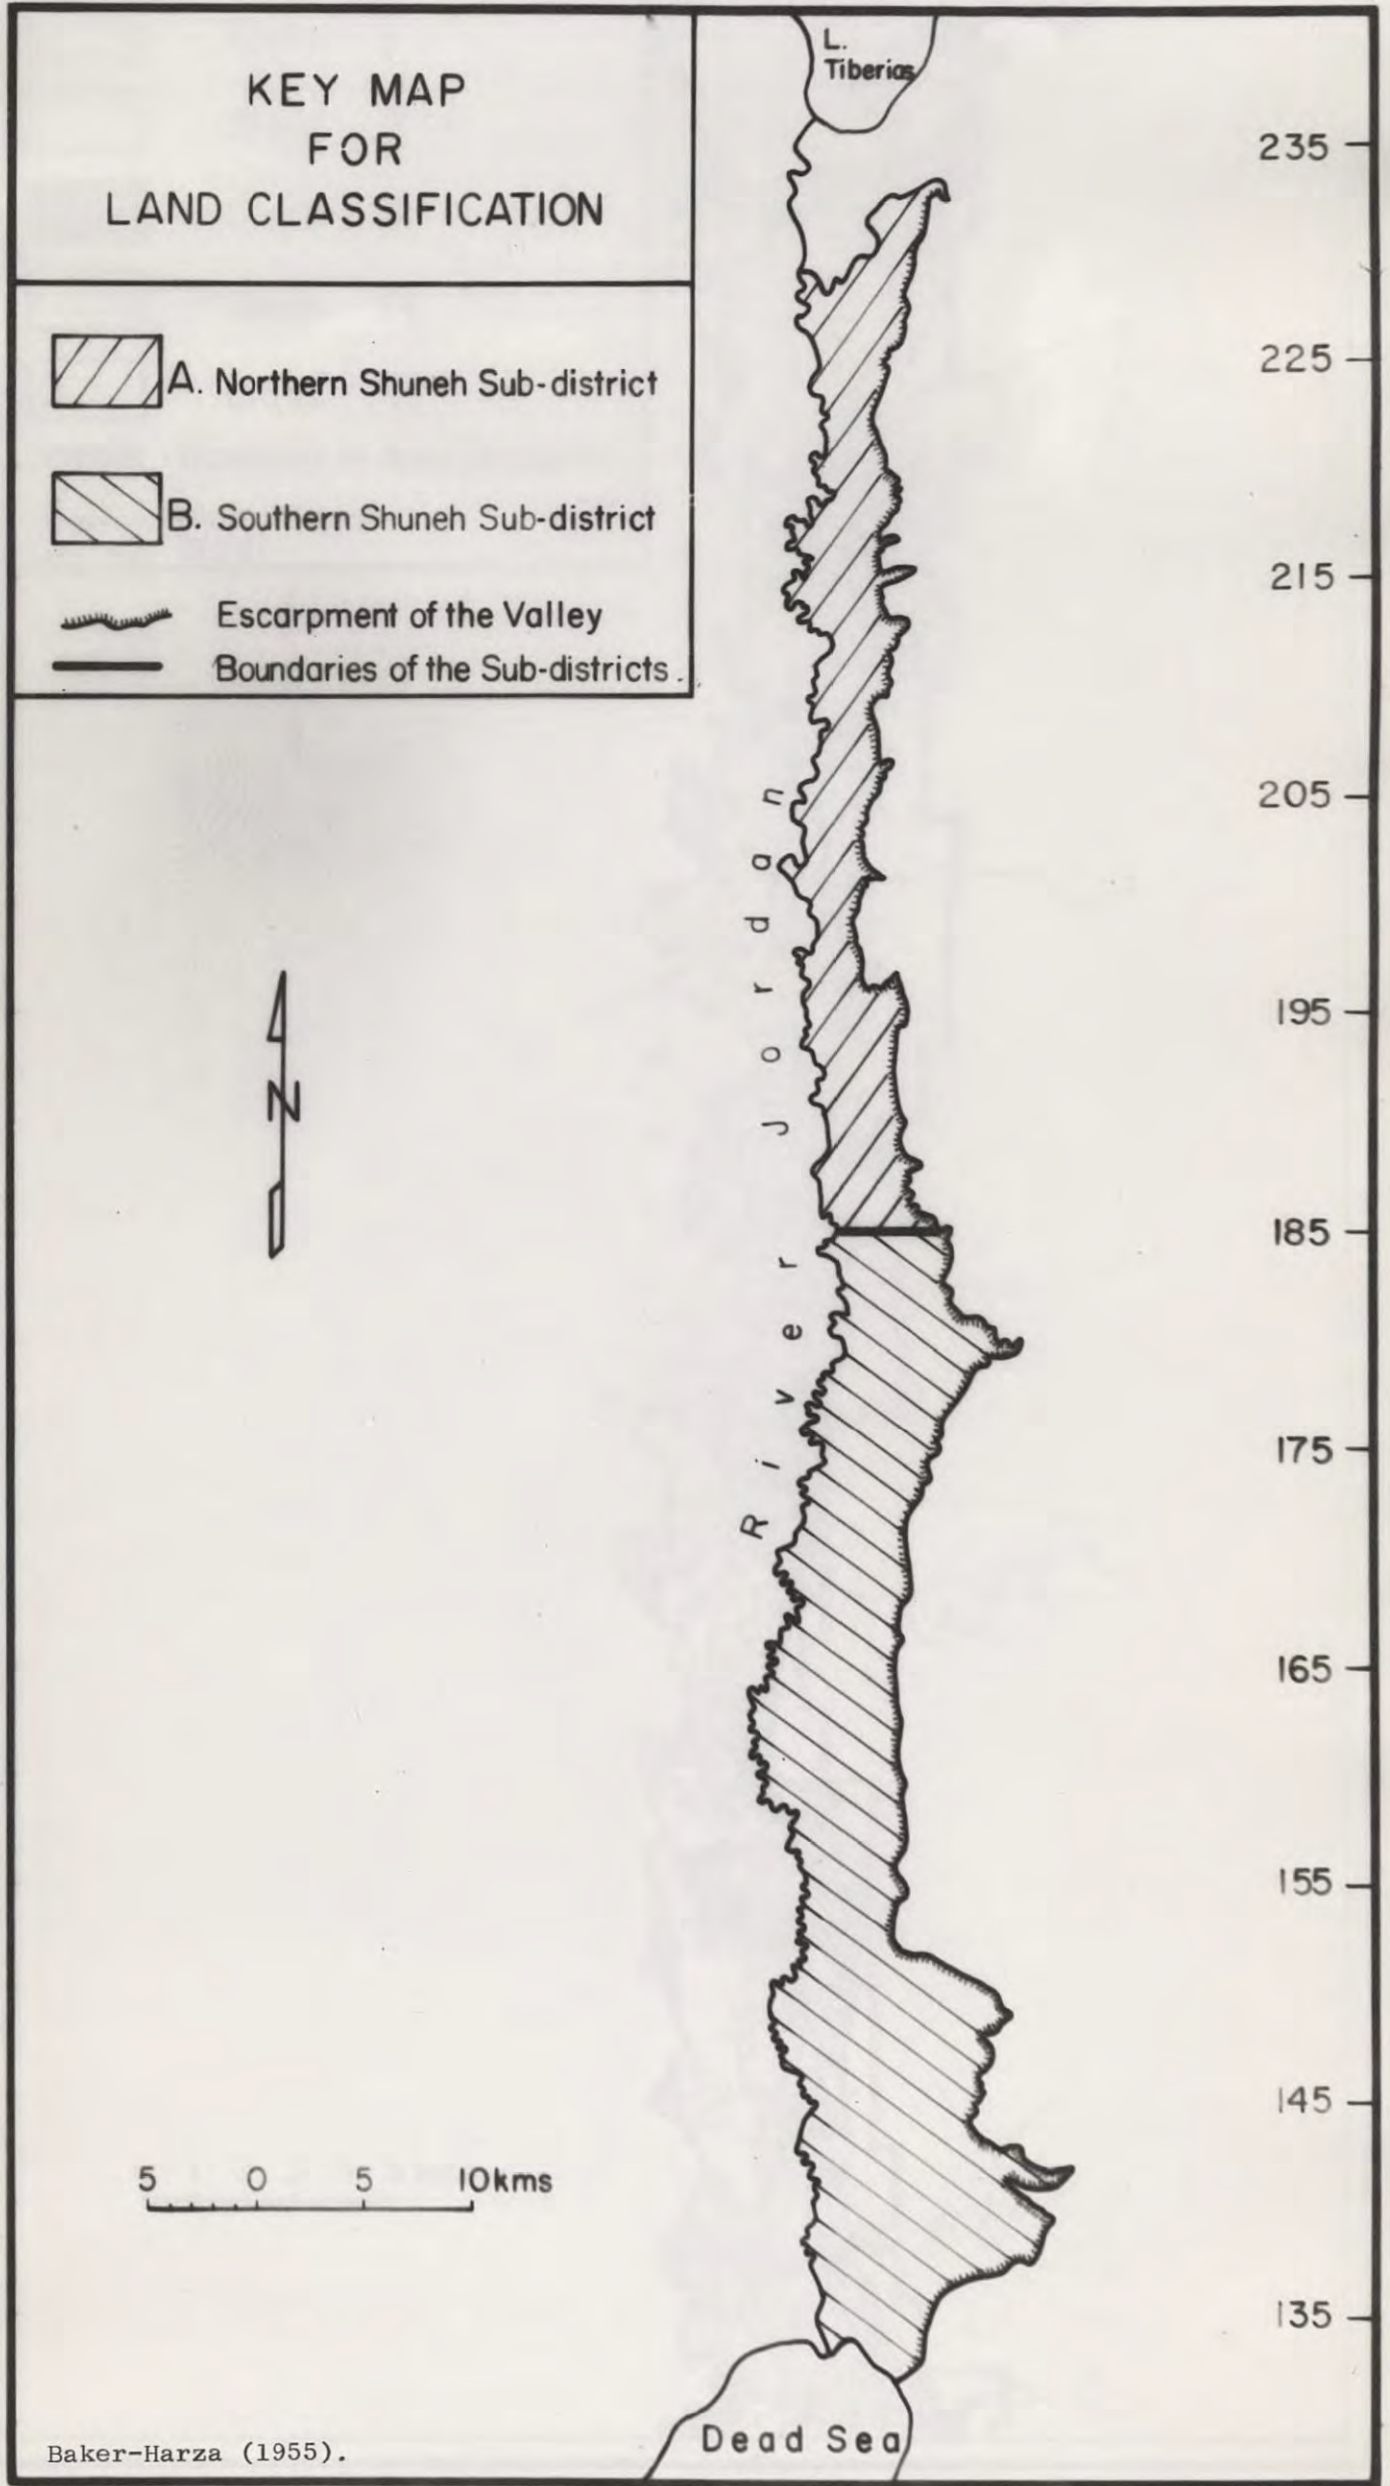 KEY MAP
FOR
LAND CLASSIFICATION
A. Northern Shuneh Sub-district
B. Southern Shuneh Sub-district
Escarpment of the Valley
Boundaries of the Sub-districts.
L.
Tiberias
235
225
215
205
195
185
175
165
155
145
135
River Jordan
N
5 0 5 10kms
Dead Sea
Baker-Harza (1955).